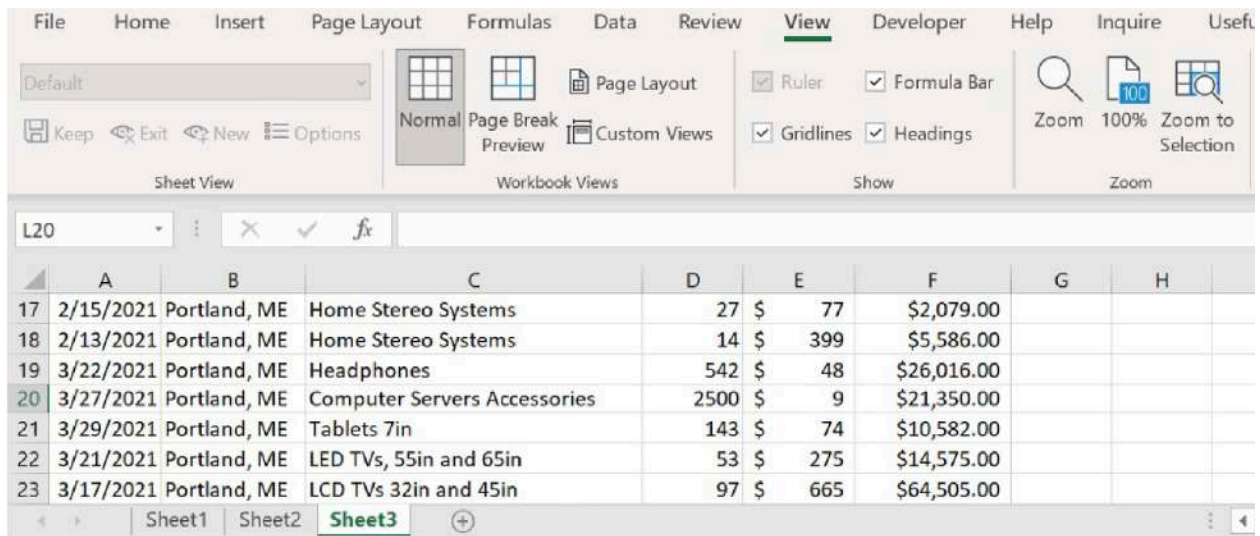 File Home Insert Page Layout Formulas Data Review View Developer Help Inquire Usefu
Default
Keep Exit New Options
Sheet View
Normal
Page Break Preview
Page Layout
Custom Views
Workbook Views
Ruler Formula Bar
Gridlines Headings
Show
Zoom
100
100%
Zoom to Selection
Zoom
L20 fx
A B C D E F G H
17 2/15/2021 Portland, ME Home Stereo Systems 27 $ 77 $2,079.00
18 2/13/2021 Portland, ME Home Stereo Systems 14 $ 399 $5,586.00
19 3/22/2021 Portland, ME Headphones 542 $ 48 $26,016.00
20 3/27/2021 Portland, ME Computer Servers Accessories 2500 $ 9 $21,350.00
21 3/29/2021 Portland, ME Tablets 7in 143 $ 74 $10,582.00
22 3/21/2021 Portland, ME LED TVs, 55in and 65in 53 $ 275 $14,575.00
23 3/17/2021 Portland, ME LCD TVs 32in and 45in 97 $ 665 $64,505.00
Sheet1 Sheet2 Sheet3